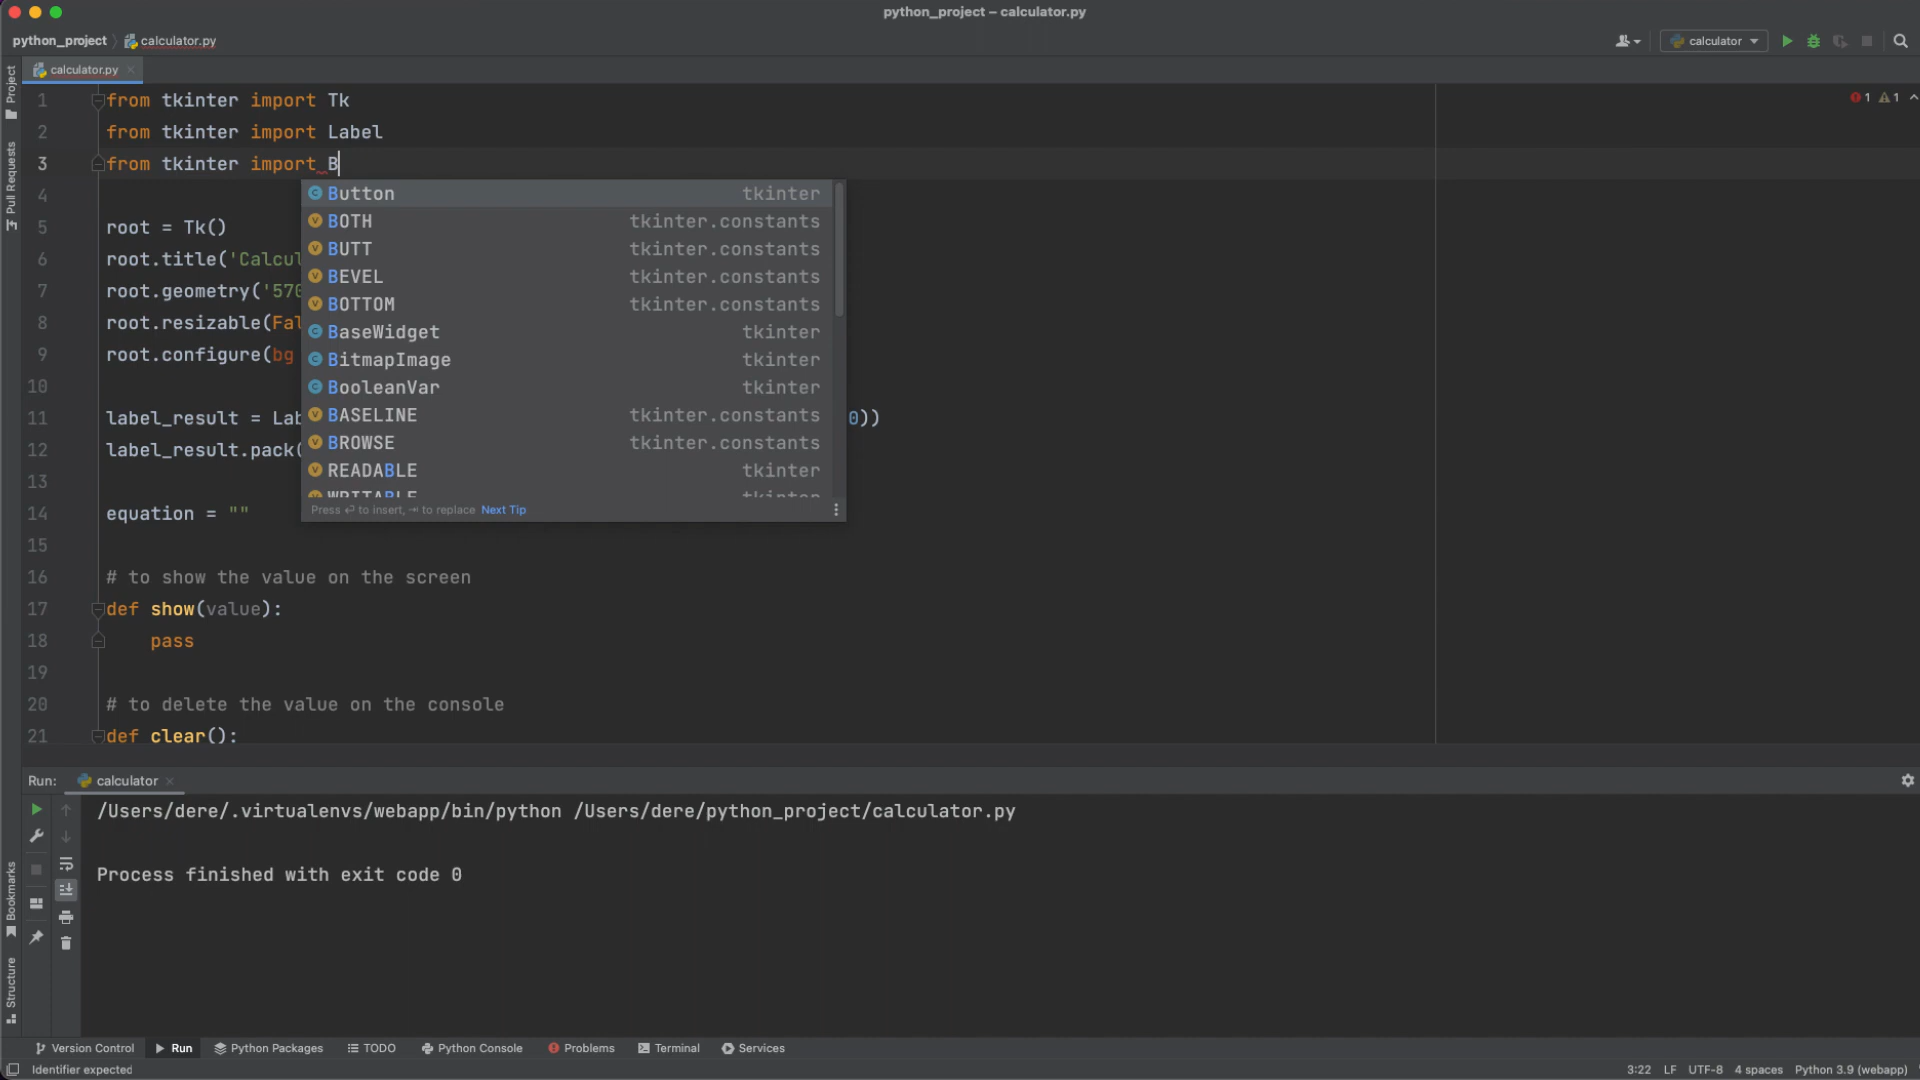 python_project – calculator.py
python_project calculator.py
calculator
calculator.py
Project
Pull Requests
Bookmarks
Structure
1 from tkinter import Tk
1 1
2 from tkinter import Label
3 from tkinter import B
4
Button tkinter
BOTH tkinter.constants
BUTT tkinter.constants
BEVEL tkinter.constants
BOTTOM tkinter.constants
BaseWidget tkinter
BitmapImage tkinter
BooleanVar tkinter
BASELINE tkinter.constants
BROWSE tkinter.constants
READABLE tkinter
WRITABLE tkinter
Press ↵ to insert, ⇥ to replace Next Tip
5 root = Tk()
6 root.title('Calcul
7 root.geometry('570
8 root.resizable(Fal
9 root.configure(bg
10
11 label_result = Lab 0))
12 label_result.pack(
13
14 equation = ""
15
16 # to show the value on the screen
17 def show(value):
18 pass
19
20 # to delete the value on the console
21 def clear():
Run: calculator
/Users/dere/.virtualenvs/webapp/bin/python /Users/dere/python_project/calculator.py
Process finished with exit code 0
Version Control Run Python Packages TODO Python Console Problems Terminal Services
Identifier expected 3:22 LF UTF-8 4 spaces Python 3.9 (webapp)